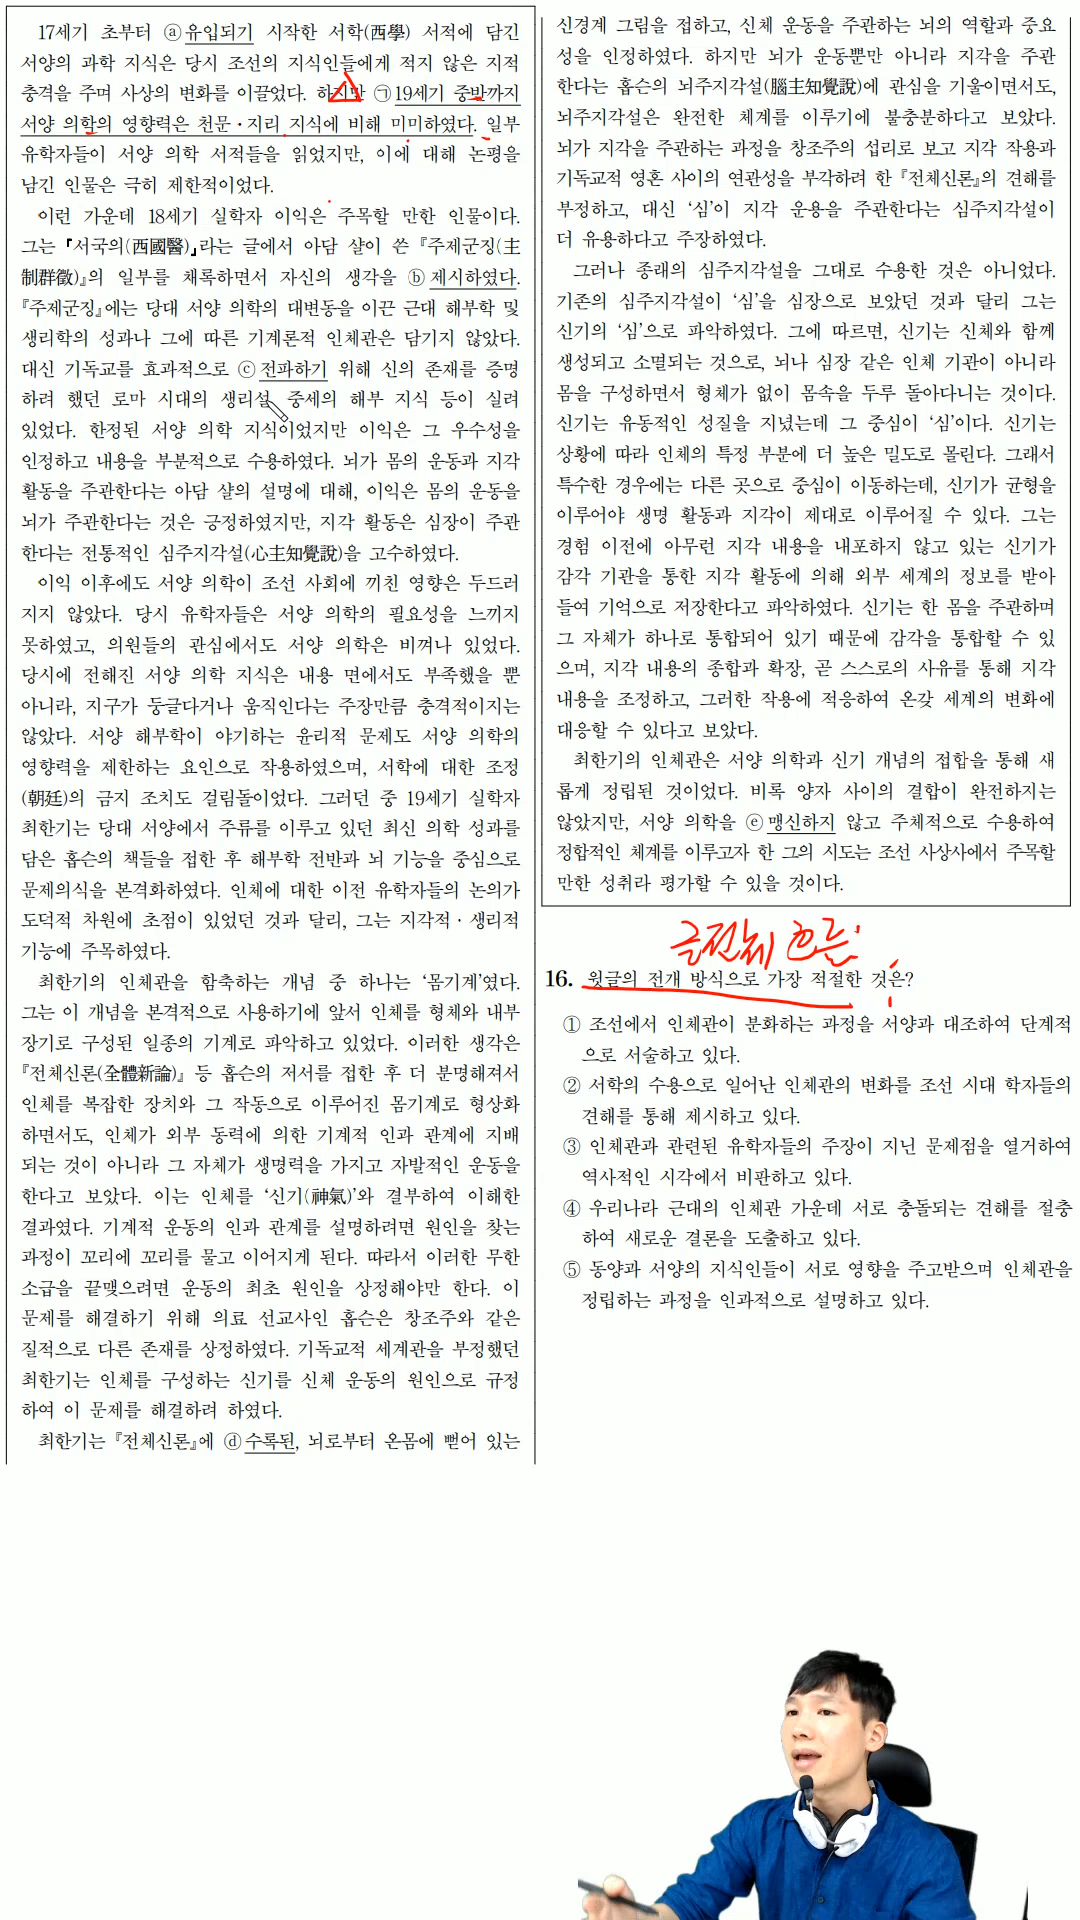 17세기 초부터 ⓐ유입되기 시작한 서학(西學) 서적에 담긴
서양의 과학 지식은 당시 조선의 지식인들에게 적지 않은 지적
충격을 주며 사상의 변화를 이끌었다. 하지만 ㉠19세기 중반까지
서양 의학의 영향력은 천문·지리 지식에 비해 미미하였다. 일부
유학자들이 서양 의학 서적들을 읽었지만, 이에 대해 논평을
남긴 인물은 극히 제한적이었다.
이런 가운데 18세기 실학자 이익은 주목할 만한 인물이다.
그는 「서국의(西國醫)」라는 글에서 아담 샬이 쓴 『주제군징(主
制群徵)』의 일부를 채록하면서 자신의 생각을 ⓑ제시하였다.
『주제군징』에는 당대 서양 의학의 대변동을 이끈 근대 해부학 및
생리학의 성과나 그에 따른 기계론적 인체관은 담기지 않았다.
대신 기독교를 효과적으로 ⓒ전파하기 위해 신의 존재를 증명
하려 했던 로마 시대의 생리설, 중세의 해부 지식 등이 실려
있었다. 한정된 서양 의학 지식이었지만 이익은 그 우수성을
인정하고 내용을 부분적으로 수용하였다. 뇌가 몸의 운동과 지각
활동을 주관한다는 아담 샬의 설명에 대해, 이익은 몸의 운동을
뇌가 주관한다는 것은 긍정하였지만, 지각 활동은 심장이 주관
한다는 전통적인 심주지각설(心主知覺說)을 고수하였다.
이익 이후에도 서양 의학이 조선 사회에 끼친 영향은 두드러
지지 않았다. 당시 유학자들은 서양 의학의 필요성을 느끼지
못하였고, 의원들의 관심에서도 서양 의학은 비껴나 있었다.
당시에 전해진 서양 의학 지식은 내용 면에서도 부족했을 뿐
아니라, 지구가 둥글다거나 움직인다는 주장만큼 충격적이지는
않았다. 서양 해부학이 야기하는 윤리적 문제도 서양 의학의
영향력을 제한하는 요인으로 작용하였으며, 서학에 대한 조정
(朝廷)의 금지 조치도 걸림돌이었다. 그러던 중 19세기 실학자
최한기는 당대 서양에서 주류를 이루고 있던 최신 의학 성과를
담은 홉슨의 책들을 접한 후 해부학 전반과 뇌 기능을 중심으로
문제의식을 본격화하였다. 인체에 대한 이전 유학자들의 논의가
도덕적 차원에 초점이 있었던 것과 달리, 그는 지각적·생리적
기능에 주목하였다.
최한기의 인체관을 함축하는 개념 중 하나는 ‘몸기계’였다.
그는 이 개념을 본격적으로 사용하기에 앞서 인체를 형체와 내부
장기로 구성된 일종의 기계로 파악하고 있었다. 이러한 생각은
『전체신론(全體新論)』 등 홉슨의 저서를 접한 후 더 분명해져서
인체를 복잡한 장치와 그 작동으로 이루어진 몸기계로 형상화
하면서도, 인체가 외부 동력에 의한 기계적 인과 관계에 지배
되는 것이 아니라 그 자체가 생명력을 가지고 자발적인 운동을
한다고 보았다. 이는 인체를 ‘신기(神氣)’와 결부하여 이해한
결과였다. 기계적 운동의 인과 관계를 설명하려면 원인을 찾는
과정이 꼬리에 꼬리를 물고 이어지게 된다. 따라서 이러한 무한
소급을 끝맺으려면 운동의 최초 원인을 상정해야만 한다. 이
문제를 해결하기 위해 의료 선교사인 홉슨은 창조주와 같은
질적으로 다른 존재를 상정하였다. 기독교적 세계관을 부정했던
최한기는 인체를 구성하는 신기를 신체 운동의 원인으로 규정
하여 이 문제를 해결하려 하였다.
최한기는 『전체신론』에 ⓓ수록된, 뇌로부터 온몸에 뻗어 있는
신경계 그림을 접하고, 신체 운동을 주관하는 뇌의 역할과 중요
성을 인정하였다. 하지만 뇌가 운동뿐만 아니라 지각을 주관
한다는 홉슨의 뇌주지각설(腦主知覺說)에 관심을 기울이면서도,
뇌주지각설은 완전한 체계를 이루기에 불충분하다고 보았다.
뇌가 지각을 주관하는 과정을 창조주의 섭리로 보고 지각 작용과
기독교적 영혼 사이의 연관성을 부각하려 한 『전체신론』의 견해를
부정하고, 대신 ‘심’이 지각 운용을 주관한다는 심주지각설이
더 유용하다고 주장하였다.
그러나 종래의 심주지각설을 그대로 수용한 것은 아니었다.
기존의 심주지각설이 ‘심’을 심장으로 보았던 것과 달리 그는
신기의 ‘심’으로 파악하였다. 그에 따르면, 신기는 신체와 함께
생성되고 소멸되는 것으로, 뇌나 심장 같은 인체 기관이 아니라
몸을 구성하면서 형체가 없이 몸속을 두루 돌아다니는 것이다.
신기는 유동적인 성질을 지녔는데 그 중심이 ‘심’이다. 신기는
상황에 따라 인체의 특정 부분에 더 높은 밀도로 몰린다. 그래서
특수한 경우에는 다른 곳으로 중심이 이동하는데, 신기가 균형을
이루어야 생명 활동과 지각이 제대로 이루어질 수 있다. 그는
경험 이전에 아무런 지각 내용을 내포하지 않고 있는 신기가
감각 기관을 통한 지각 활동에 의해 외부 세계의 정보를 받아
들여 기억으로 저장한다고 파악하였다. 신기는 한 몸을 주관하며
그 자체가 하나로 통합되어 있기 때문에 감각을 통합할 수 있
으며, 지각 내용의 종합과 확장, 곧 스스로의 사유를 통해 지각
내용을 조정하고, 그러한 작용에 적응하여 온갖 세계의 변화에
대응할 수 있다고 보았다.
최한기의 인체관은 서양 의학과 신기 개념의 접합을 통해 새
롭게 정립된 것이었다. 비록 양자 사이의 결합이 완전하지는
않았지만, 서양 의학을 ⓔ맹신하지 않고 주체적으로 수용하여
정합적인 체계를 이루고자 한 그의 시도는 조선 사상사에서 주목할
만한 성취라 평가할 수 있을 것이다.
글전체 흐름
16. 윗글의 전개 방식으로 가장 적절한 것은?
① 조선에서 인체관이 분화하는 과정을 서양과 대조하여 단계적
으로 서술하고 있다.
② 서학의 수용으로 일어난 인체관의 변화를 조선 시대 학자들의
견해를 통해 제시하고 있다.
③ 인체관과 관련된 유학자들의 주장이 지닌 문제점을 열거하여
역사적인 시각에서 비판하고 있다.
④ 우리나라 근대의 인체관 가운데 서로 충돌되는 견해를 절충
하여 새로운 결론을 도출하고 있다.
⑤ 동양과 서양의 지식인들이 서로 영향을 주고받으며 인체관을
정립하는 과정을 인과적으로 설명하고 있다.